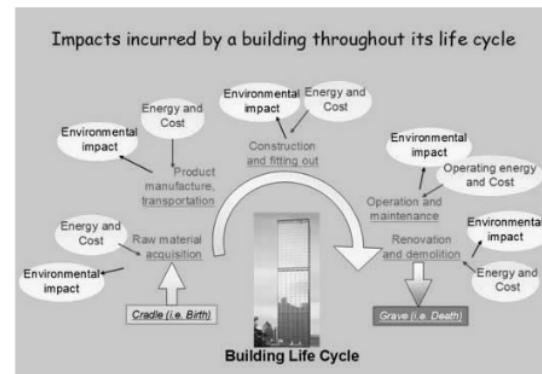 Impacts incurred by a building throughout its life cycle
Energy and
Cost
Environmental
impact
Product
manufacture,
transportation
Environmental
impact
Energy and
Cost
Construction
and fitting out
Environmental
impact
Operating energy
and Cost
Operation and
maintenance
Energy and
Cost
Raw material
acquisition
Environmental
impact
Renovation
and demolition
Environmental
impact
Energy and
Cost
Cradle (i.e. Birth)
Grave (i.e. Death)
Building Life Cycle